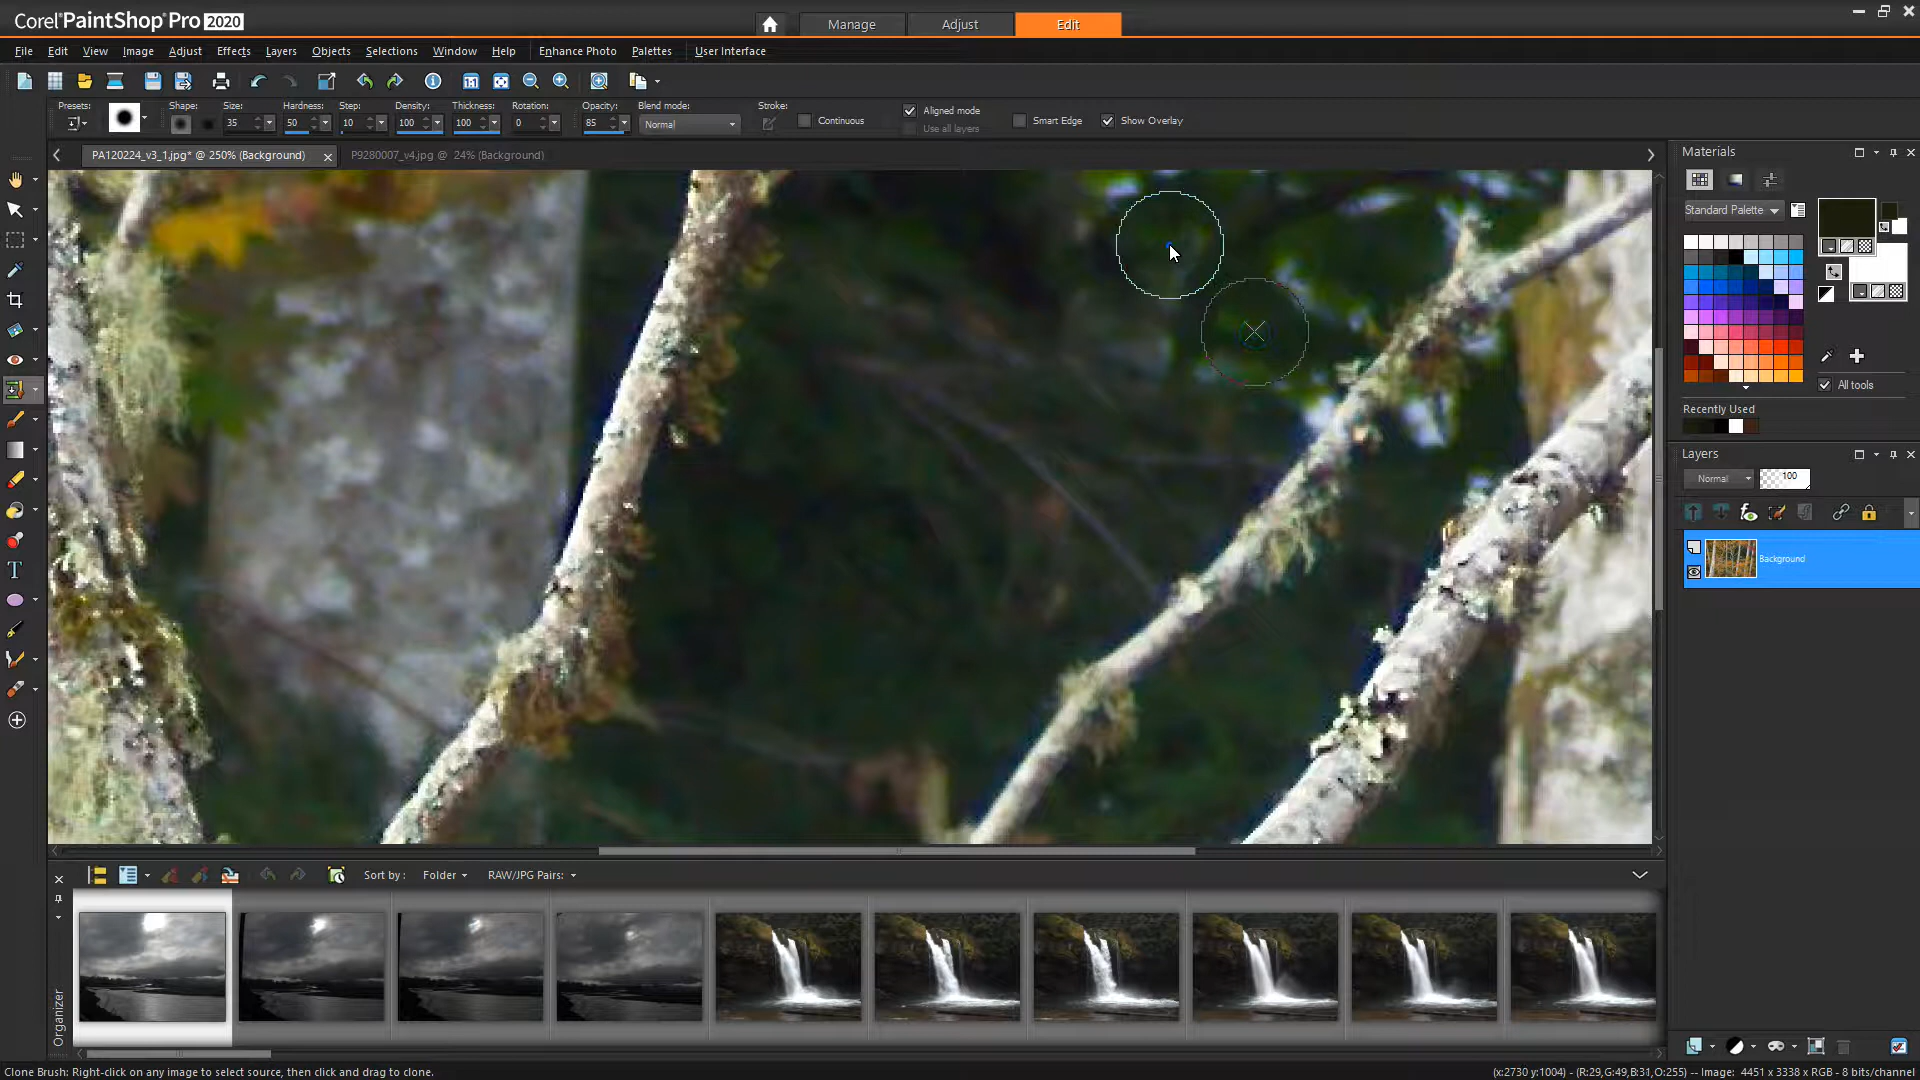 Corel® PaintShop® Pro 2020
Manage
Adjust
Edit
File Edit View Image Adjust Effects Layers Objects Selections Window Help Enhance Photo Palettes User Interface
Presets: Shape: Size: Hardness: Step: Density: Thickness: Rotation: Opacity: Blend mode: Stroke:
35 50 10 100 100 0 85 Normal
Continuous
Aligned mode
Use all layers
Smart Edge
Show Overlay
PA120224_v3_1.jpg* @ 250% (Background)
P9280007_v4.jpg @ 24% (Background)
Materials
Standard Palette
All tools
Recently Used
Layers
Normal 100
Background
Sort by : Folder RAW/JPG Pairs:
Organizer
Clone Brush: Right-click on any image to select source, then click and drag to clone.
(x:2730 y:1004) - (R:29,G:49,B:31,O:255) -- Image: 4451 x 3338 x RGB - 8 bits/channel